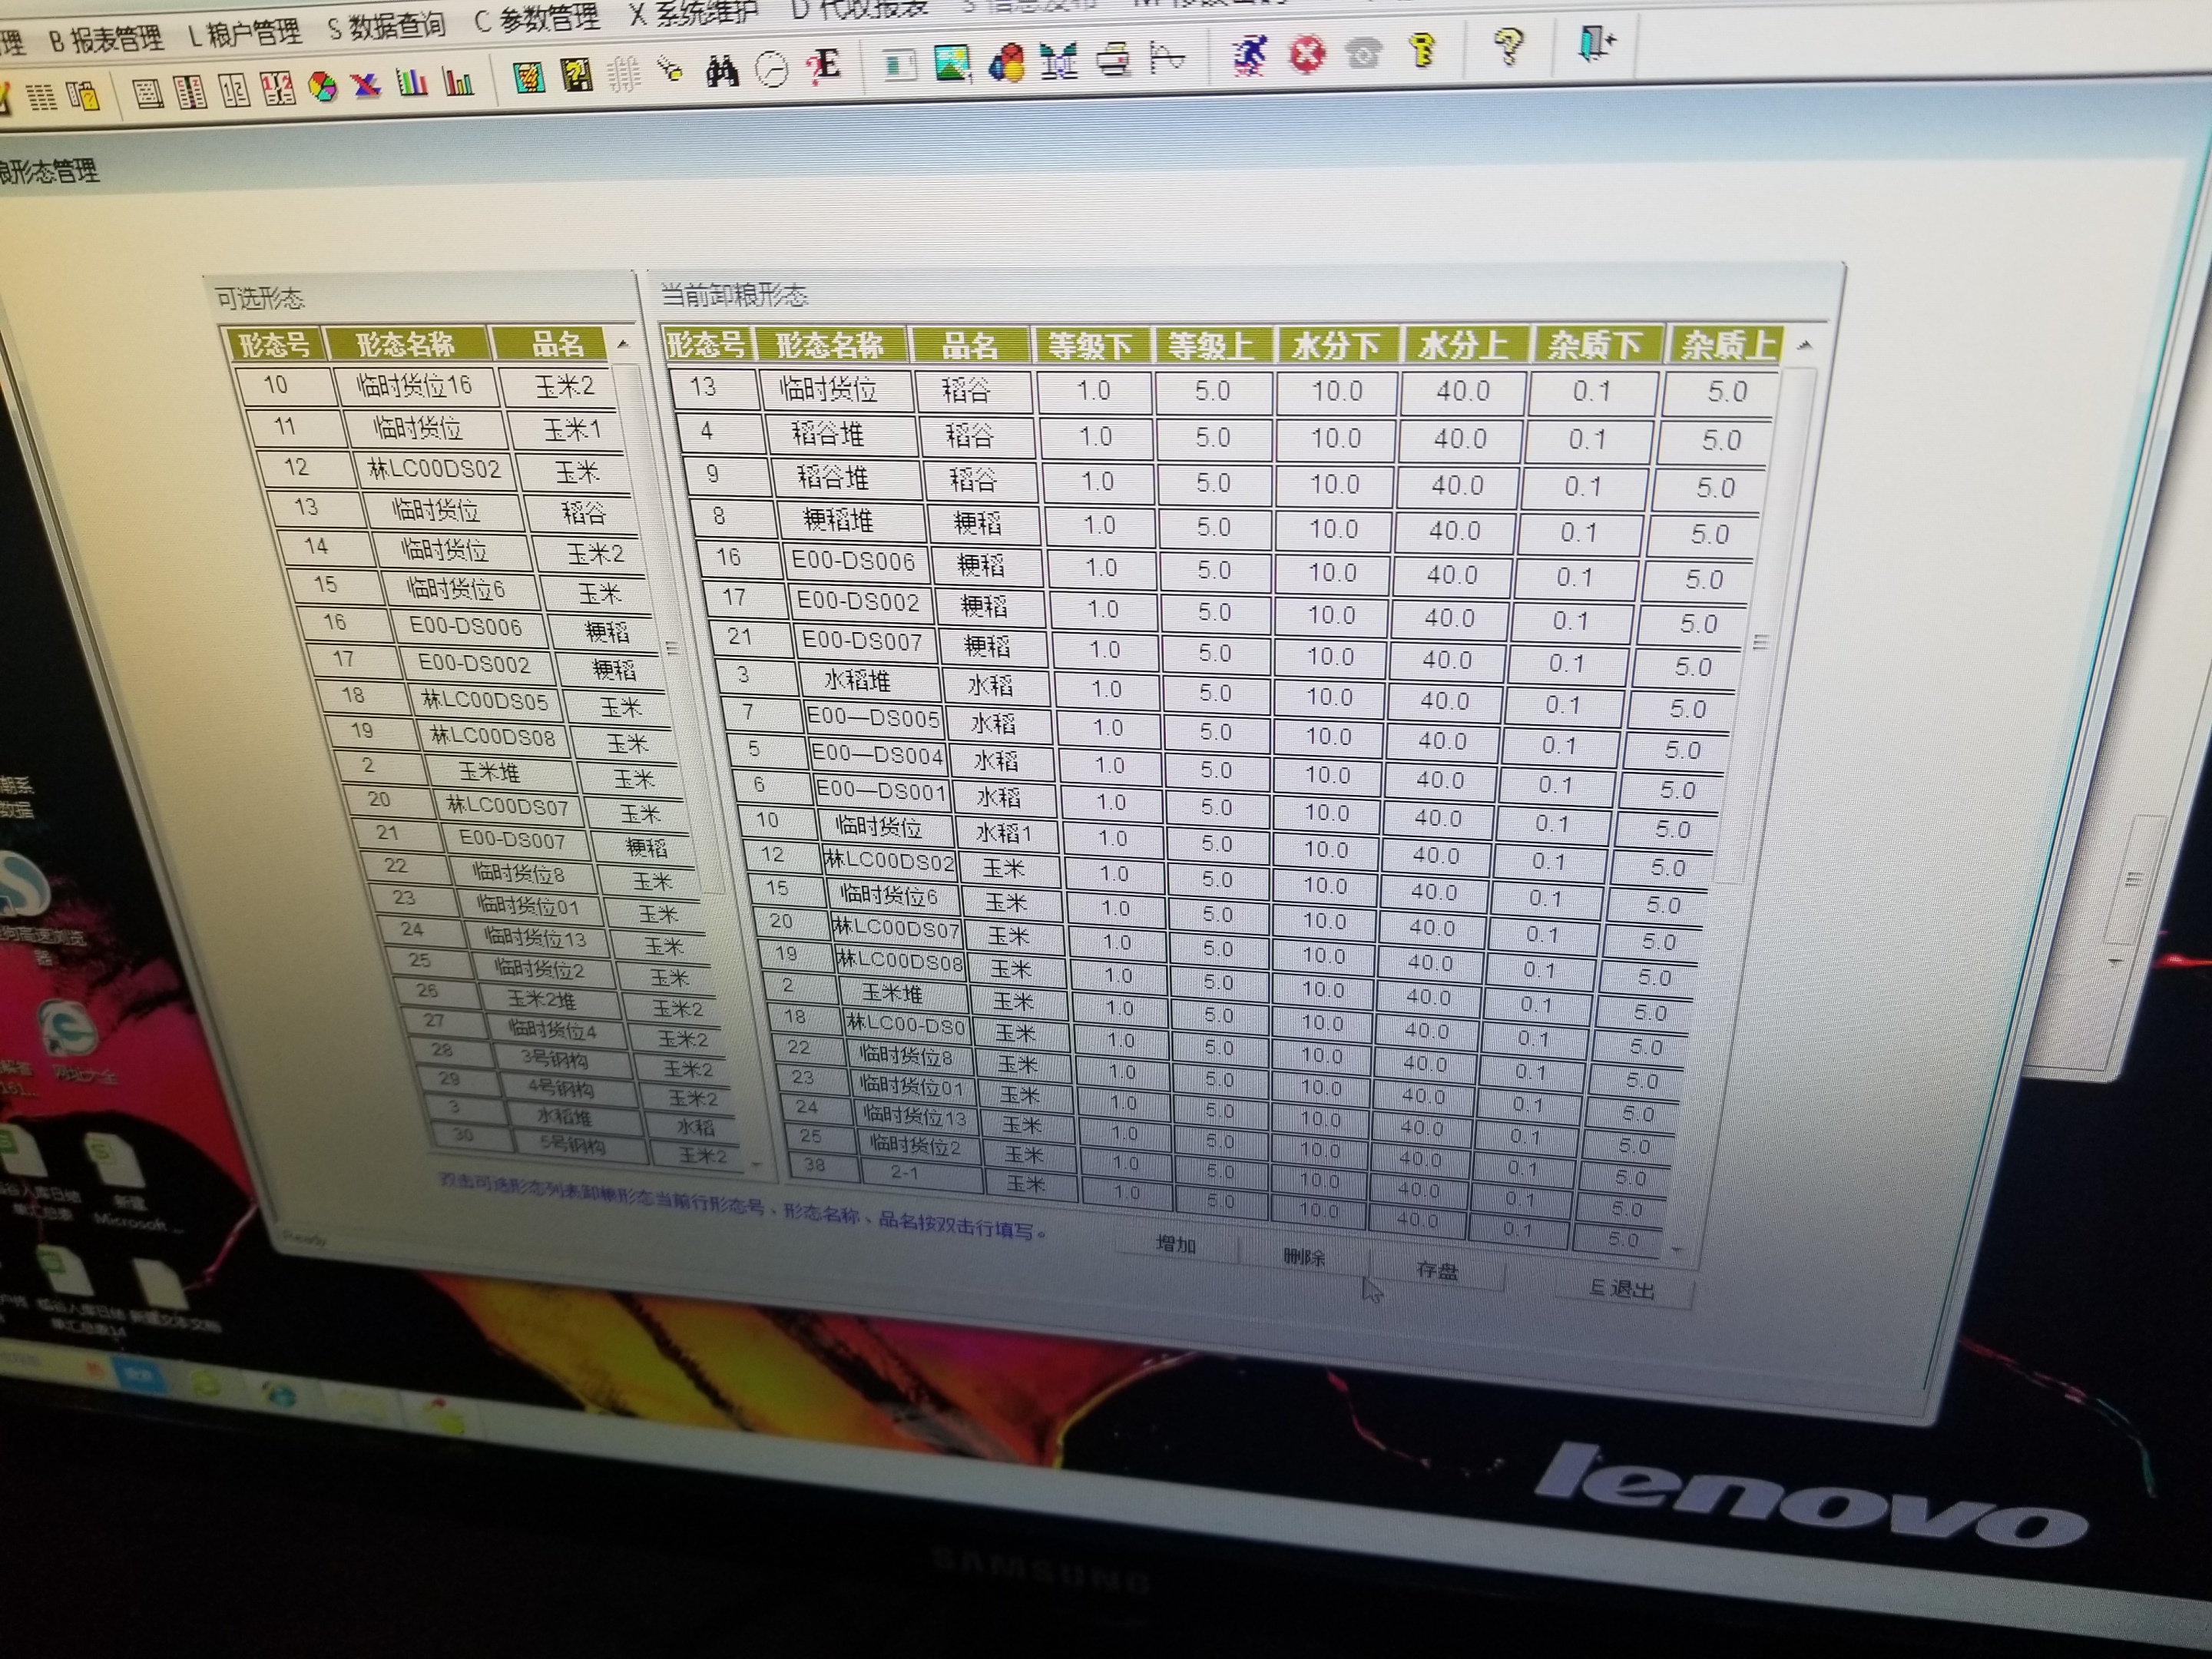 理 B 报表管理 L 粮户管理 S 数据查询 C 参数管理 X 系统维护 D 代收报表
粮形态管理
可选形态
形态号 形态名称 品名
10 临时货位16 玉米2
11 临时货位 玉米1
12 林LC00DS02 玉米
13 临时货位 稻谷
14 临时货位 玉米2
15 临时货位6 玉米
16 E00-DS006 粳稻
17 E00-DS002 粳稻
18 林LC00DS05 玉米
19 林LC00DS08 玉米
2 玉米堆 玉米
20 林LC00DS07 玉米
21 E00-DS007 粳稻
22 临时货位8 玉米
23 临时货位01 玉米
24 临时货位13 玉米
25 临时货位2 玉米
26 玉米2堆 玉米2
27 临时货位4 玉米2
28 3号钢构 玉米2
29 4号钢构 玉米2
3 水稻堆 水稻
30 5号钢构 玉米2
当前卸粮形态
形态号 形态名称 品名 等级下 等级上 水分下 水分上 杂质下 杂质上
13 临时货位 稻谷 1.0 5.0 10.0 40.0 0.1 5.0
4 稻谷堆 稻谷 1.0 5.0 10.0 40.0 0.1 5.0
9 稻谷堆 稻谷 1.0 5.0 10.0 40.0 0.1 5.0
8 粳稻堆 粳稻 1.0 5.0 10.0 40.0 0.1 5.0
16 E00-DS006 粳稻 1.0 5.0 10.0 40.0 0.1 5.0
17 E00-DS002 粳稻 1.0 5.0 10.0 40.0 0.1 5.0
21 E00-DS007 粳稻 1.0 5.0 10.0 40.0 0.1 5.0
3 水稻堆 水稻 1.0 5.0 10.0 40.0 0.1 5.0
7 E00—DS005 水稻 1.0 5.0 10.0 40.0 0.1 5.0
5 E00—DS004 水稻 1.0 5.0 10.0 40.0 0.1 5.0
6 E00—DS001 水稻 1.0 5.0 10.0 40.0 0.1 5.0
10 临时货位 水稻1 1.0 5.0 10.0 40.0 0.1 5.0
12 林LC00DS02 玉米 1.0 5.0 10.0 40.0 0.1 5.0
15 临时货位6 玉米 1.0 5.0 10.0 40.0 0.1 5.0
20 林LC00DS07 玉米 1.0 5.0 10.0 40.0 0.1 5.0
19 林LC00DS08 玉米 1.0 5.0 10.0 40.0 0.1 5.0
2 玉米堆 玉米 1.0 5.0 10.0 40.0 0.1 5.0
18 林LC00-DS0 玉米 1.0 5.0 10.0 40.0 0.1 5.0
22 临时货位8 玉米 1.0 5.0 10.0 40.0 0.1 5.0
23 临时货位01 玉米 1.0 5.0 10.0 40.0 0.1 5.0
24 临时货位13 玉米 1.0 5.0 10.0 40.0 0.1 5.0
25 临时货位2 玉米 1.0 5.0 10.0 40.0 0.1 5.0
38 2-1 玉米 1.0 5.0 10.0 40.0 0.1 5.0
双击可选形态列表卸粮形态当前行形态号、形态名称、品名按双击行填写。
增加 删除 存盘 E 退出
Ready
数据
网址大全
新建
Microsoft ...
单汇总表
单汇总表14
新建文本文档
lenovo
SAMSUNG